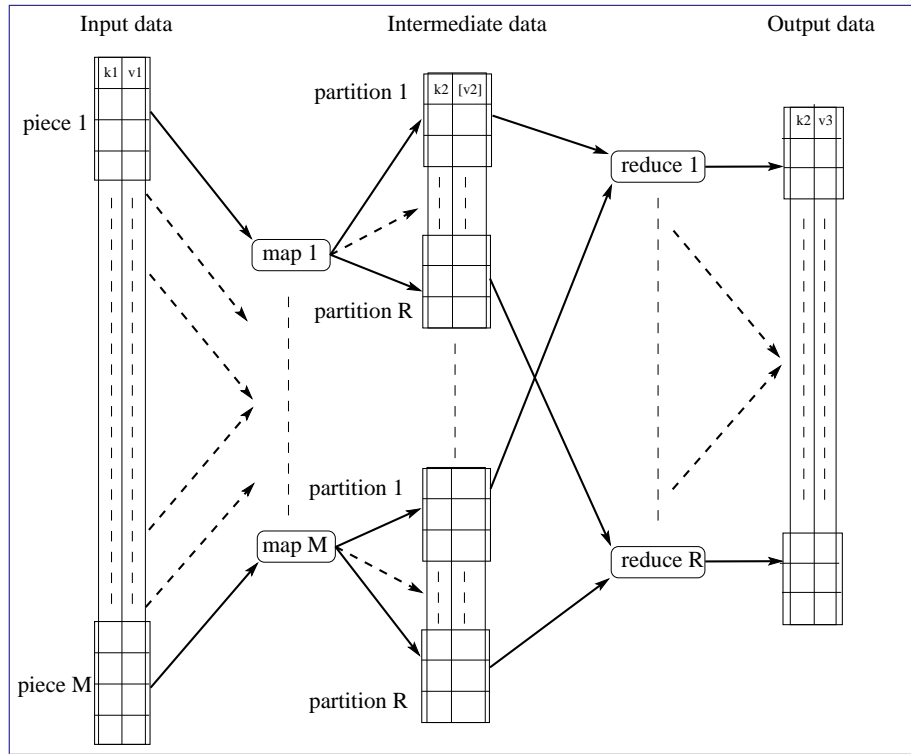 Input data
Intermediate data
Output data
k1 v1
piece 1
partition 1
k2 [v2]
k2 v3
reduce 1
map 1
partition R
partition 1
map M
reduce R
piece M
partition R